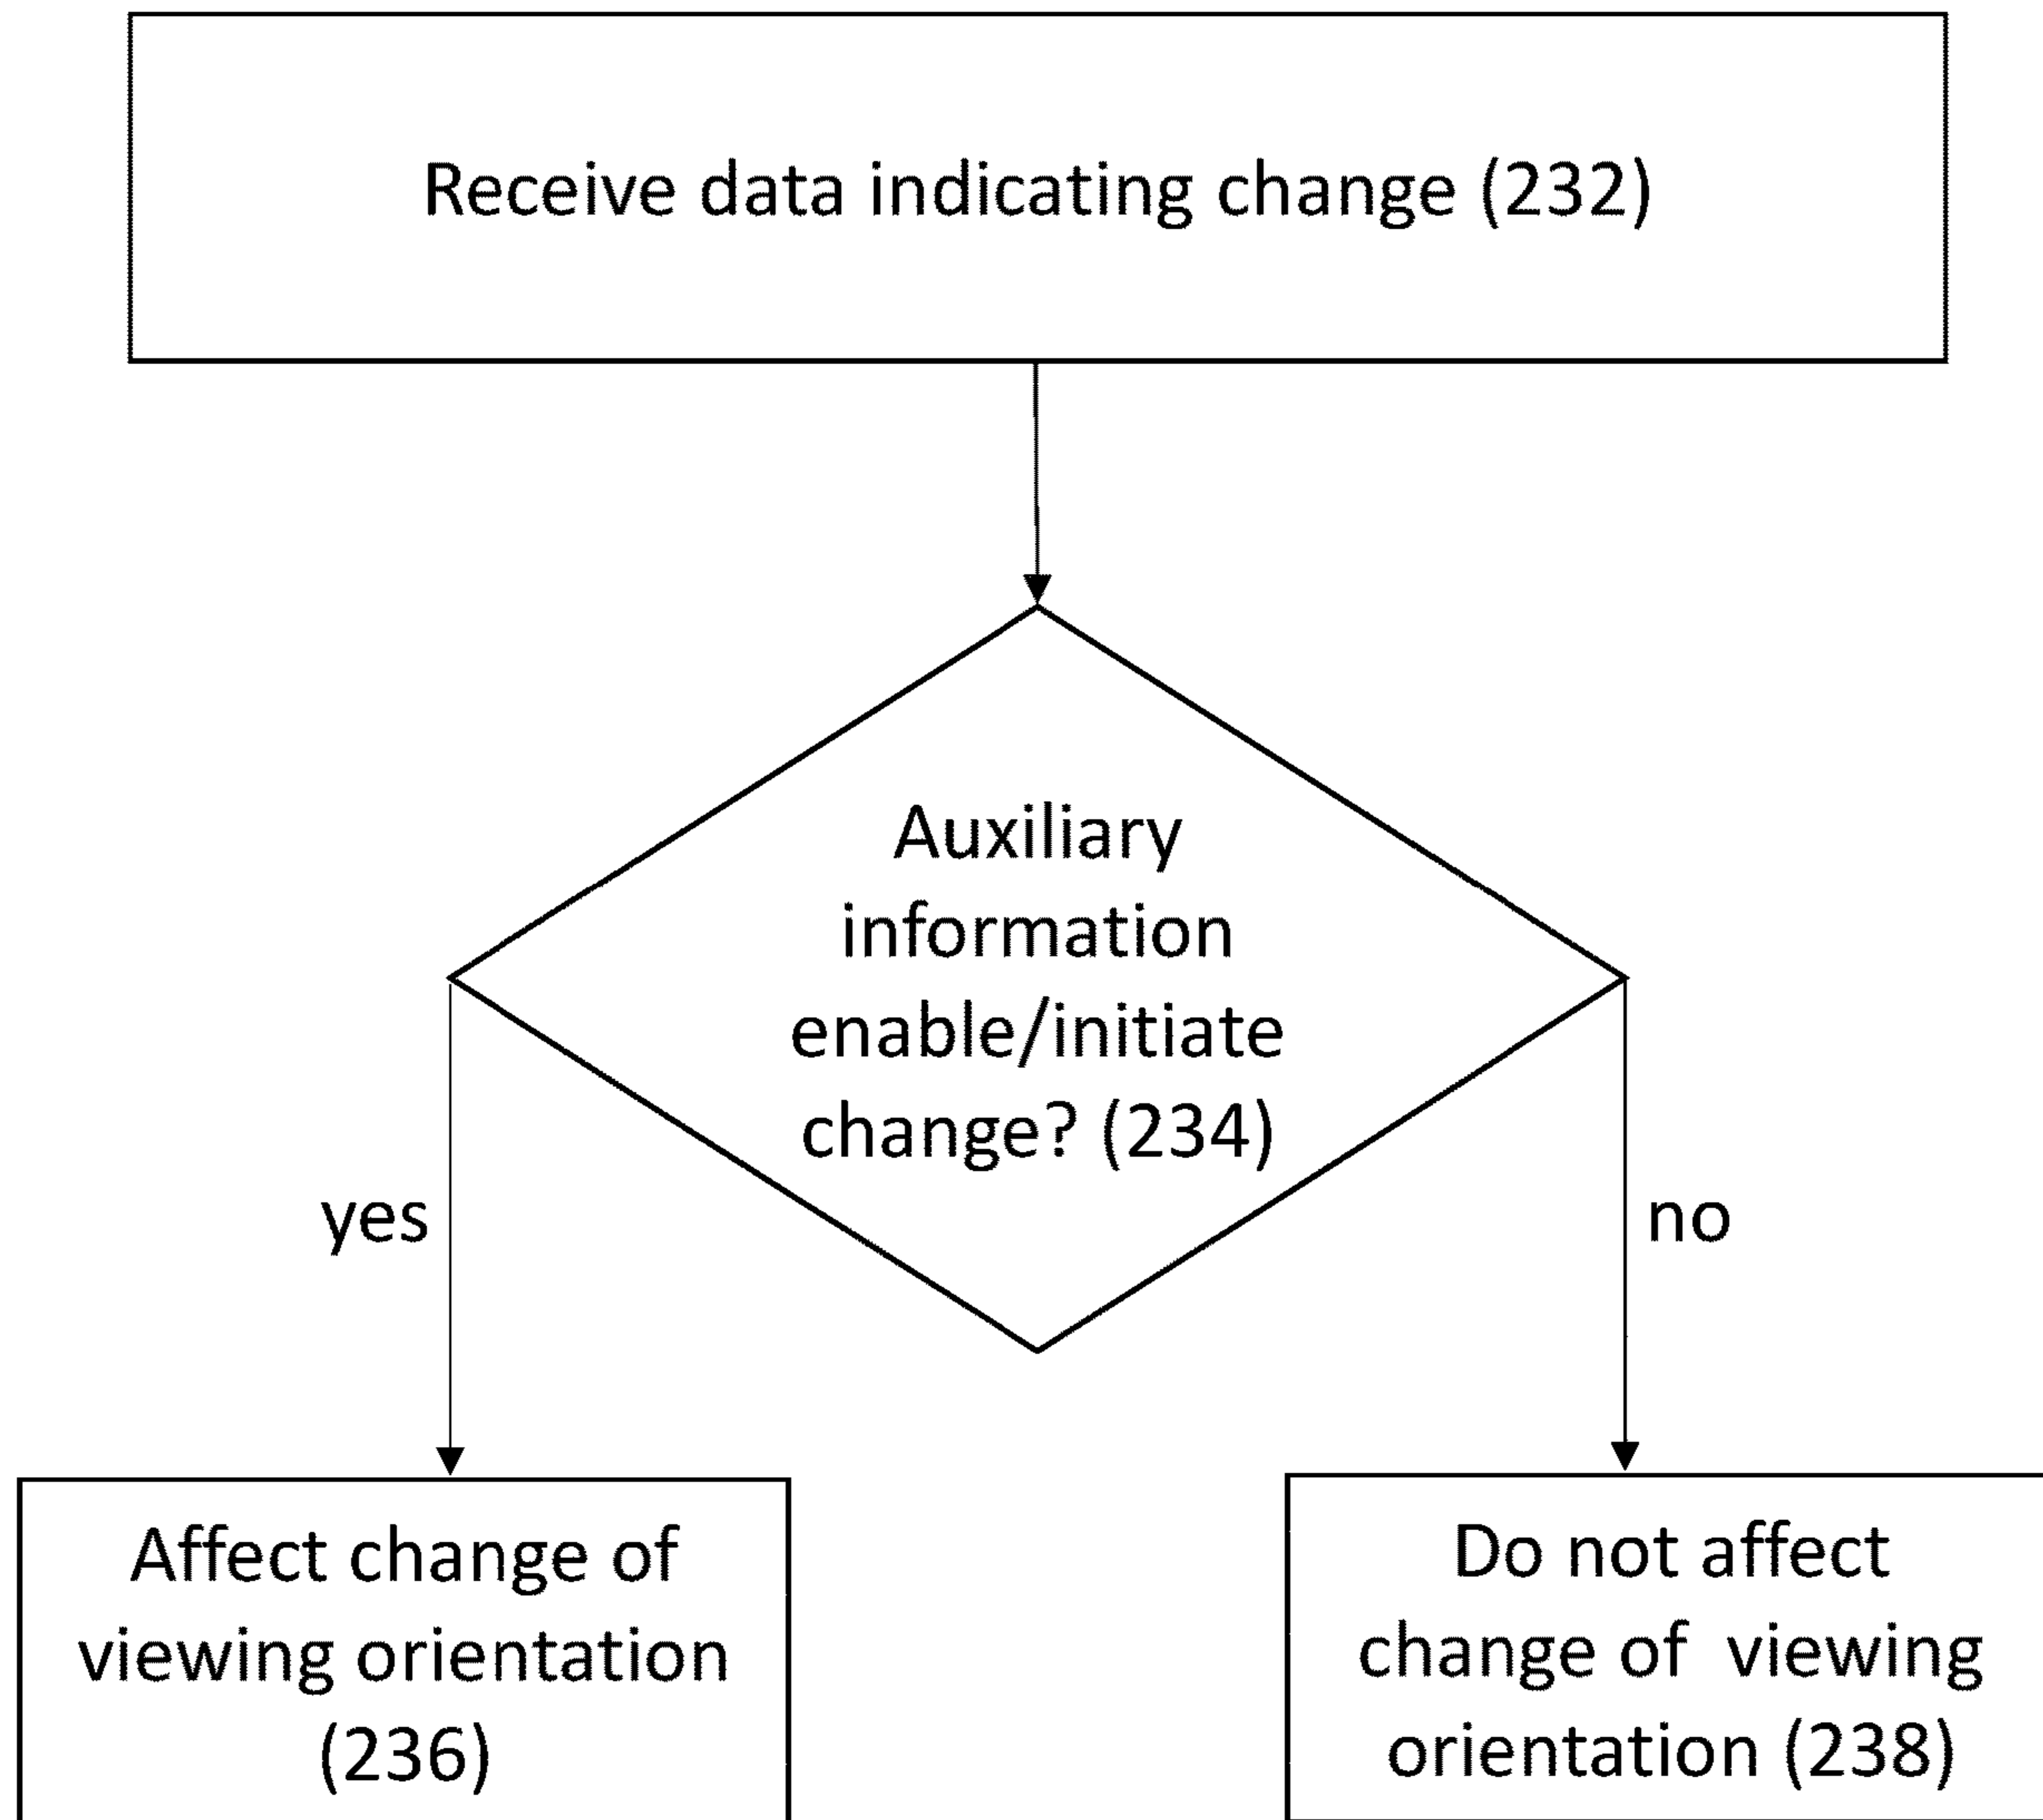 Receive data indicating change (232)
Auxiliary
information
enable/initiate
change? (234)
yes
no
Affect change of
viewing orientation
(236)
Do not affect
change of viewing
orientation (238)